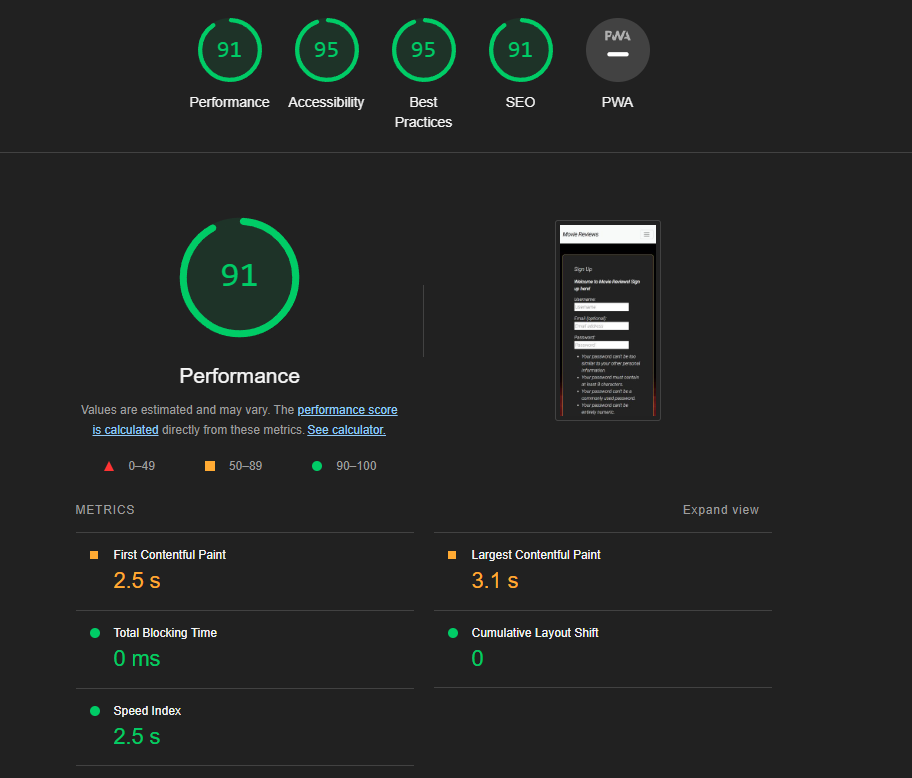 91
95
95
91
PWA
Performance
Accessibility
Best
Practices
SEO
PWA
91
Performance
Values are estimated and may vary. The performance score
is calculated directly from these metrics. See calculator.
0–49
50–89
90–100
Movie Reviews
Sign Up
Welcome to Movie Reviews! Sign
up here!
Username:
Username
Email (optional):
Email address
Password:
Password
Your password can't be too
similar to your other personal
information.
Your password must contain
at least 8 characters.
Your password can't be a
commonly used password.
Your password can't be
entirely numeric.
METRICS
Expand view
First Contentful Paint
2.5 s
Largest Contentful Paint
3.1 s
Total Blocking Time
0 ms
Cumulative Layout Shift
0
Speed Index
2.5 s